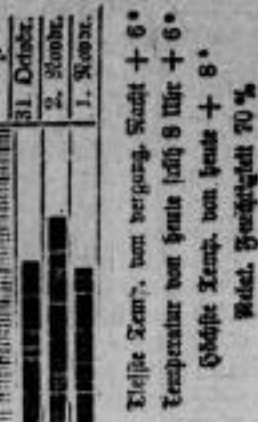 31. Octobr.
2. Novbr.
1. Novbr.
Tiefste Temp. von vergang. Nacht + 6°
Temperatur von heute früh 8 Uhr + 6°
Höchste Temp. von heute + 8°
Relat. Feuchtigkeit 70 %